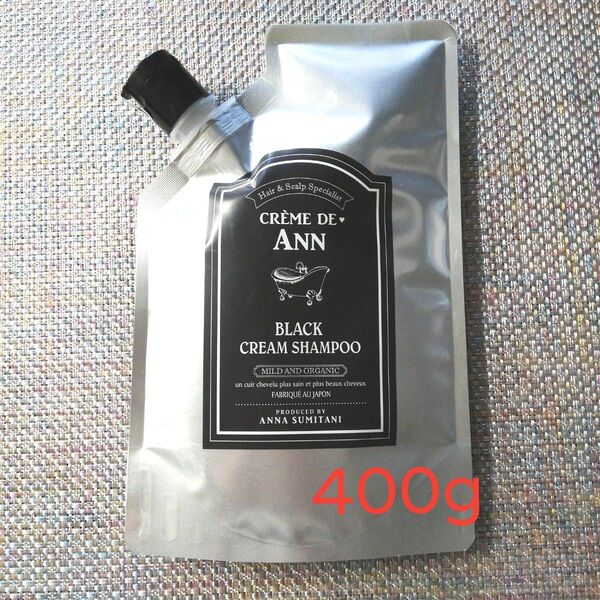 Hair & Scalp Specialist
CRÈME DE♥
ANN
BLACK
CREAM SHAMPOO
MILD AND ORGANIC
un cuir chevelu plus sain et plus beaux cheveux
FABRIQUÉ AU JAPON
PRODUCED BY
ANNA SUMITANI
400g